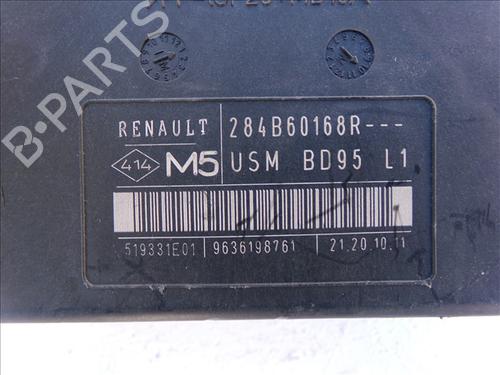 RENAULT 284B60168R---
414 M5 USM BD95 L1
519331E01 9636198761 21.20.10.11
B-PARTS